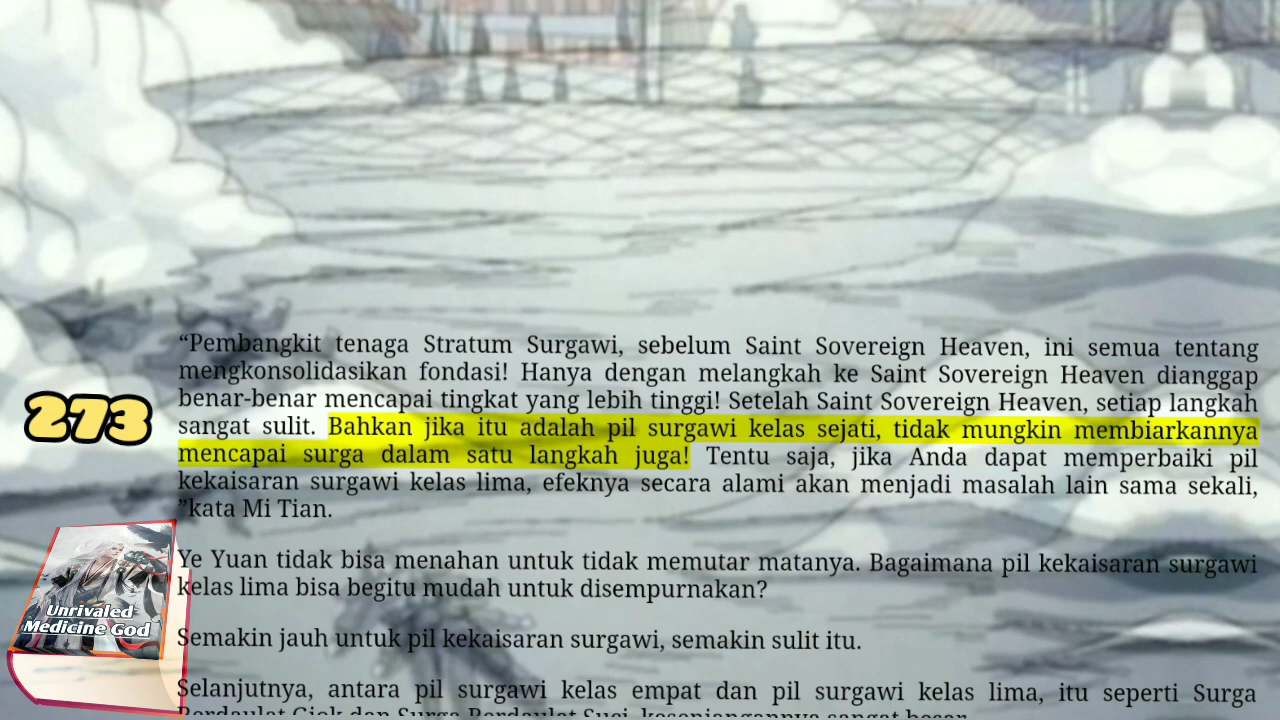 “Pembangkit tenaga Stratum Surgawi, sebelum Saint Sovereign Heaven, ini semua tentang
mengkonsolidasikan fondasi! Hanya dengan melangkah ke Saint Sovereign Heaven dianggap
benar-benar mencapai tingkat yang lebih tinggi! Setelah Saint Sovereign Heaven, setiap langkah
sangat sulit. Bahkan jika itu adalah pil surgawi kelas sejati, tidak mungkin membiarkannya
mencapai surga dalam satu langkah juga! Tentu saja, jika Anda dapat memperbaiki pil
kekaisaran surgawi kelas lima, efeknya secara alami akan menjadi masalah lain sama sekali,
”kata Mi Tian.
Ye Yuan tidak bisa menahan untuk tidak memutar matanya. Bagaimana pil kekaisaran surgawi
kelas lima bisa begitu mudah untuk disempurnakan?
Semakin jauh untuk pil kekaisaran surgawi, semakin sulit itu.
Selanjutnya, antara pil surgawi kelas empat dan pil surgawi kelas lima, itu seperti Surga
273
Unrivaled
Medicine God